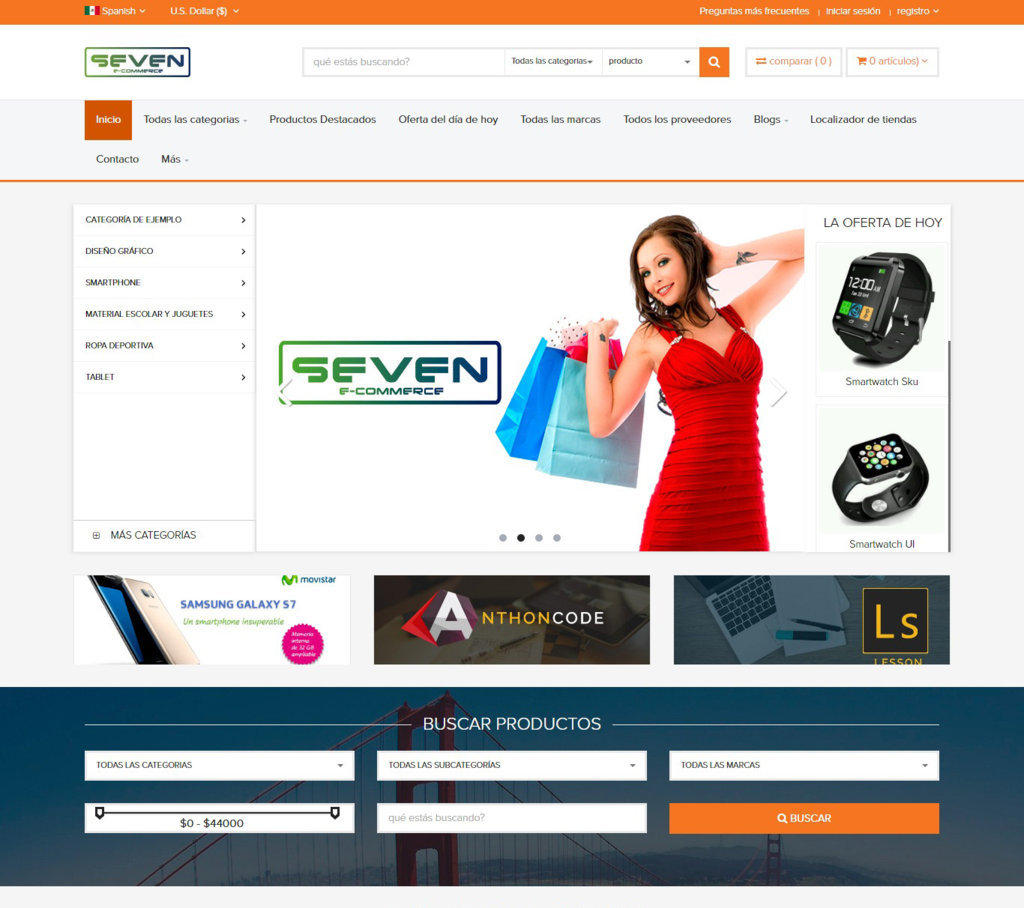 Spanish
U.S. Dollar ($)
Preguntas más frecuentes
iniciar sesión
registro
SEVEN
E-COMMERCE
qué estás buscando?
Todas las categorias
producto
comparar ( 0 )
0 artículos)
Inicio
Todas las categorias
Productos Destacados
Oferta del día de hoy
Todas las marcas
Todos los proveedores
Blogs
Localizador de tiendas
Contacto
Más
CATEGORÍA DE EJEMPLO
DISEÑO GRÁFICO
SMARTPHONE
MATERIAL ESCOLAR Y JUGUETES
ROPA DEPORTIVA
TABLET
MÁS CATEGORÍAS
SEVEN
E-COMMERCE
LA OFERTA DE HOY
12:00 AM
Smartwatch Sku
Smartwatch UI
movistar
SAMSUNG GALAXY S7
Un smartphone insuperable
Memoria
interna
de 32 GB
ampliable
ANTHONCODE
Ls
LESSON
BUSCAR PRODUCTOS
TODAS LAS CATEGORIAS
TODAS LAS SUBCATEGORÍAS
TODAS LAS MARCAS
$0 - $44000
qué estás buscando?
BUSCAR